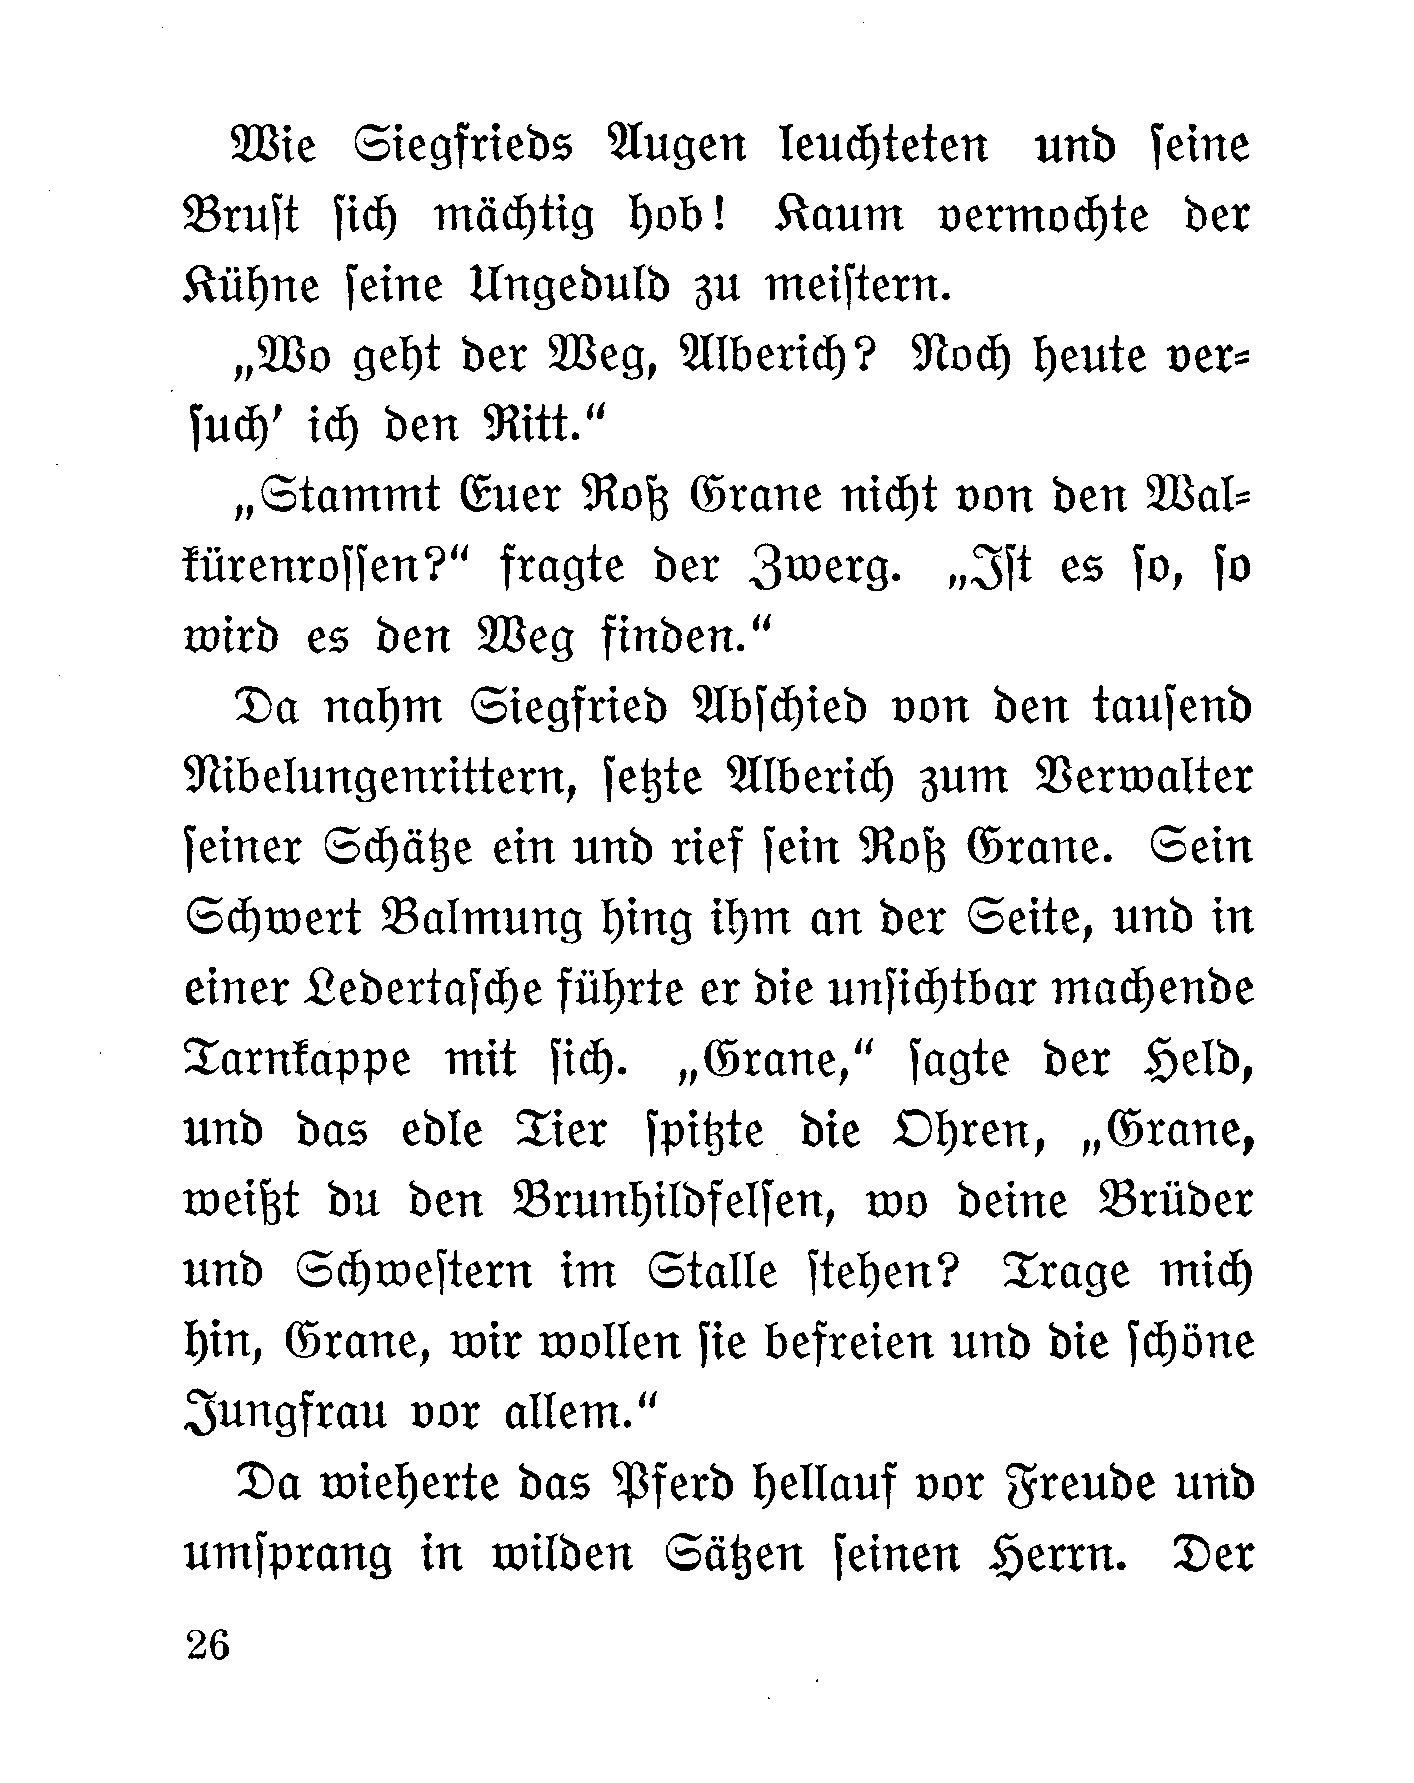 Wie Siegfrieds Augen leuchteten und ſeine
Bruſt ſich mächtig hob! Kaum vermochte der
Kühne ſeine Ungeduld zu meiſtern.
„Wo geht der Weg, Alberich? Noch heute ver⸗
ſuch' ich den Ritt.“
„Stammt Euer Roß Grane nicht von den Wal⸗
kürenroſſen?“ fragte der Zwerg. „Iſt es ſo, ſo
wird es den Weg finden.“
Da nahm Siegfried Abſchied von den tauſend
Nibelungenrittern, ſetzte Alberich zum Verwalter
ſeiner Schätze ein und rief ſein Roß Grane. Sein
Schwert Balmung hing ihm an der Seite, und in
einer Ledertaſche führte er die unſichtbar machende
Tarnkappe mit ſich. „Grane,“ ſagte der Held,
und das edle Tier ſpitzte die Ohren, „Grane,
weißt du den Brunhildfelſen, wo deine Brüder
und Schweſtern im Stalle ſtehen? Trage mich
hin, Grane, wir wollen ſie befreien und die ſchöne
Jungfrau vor allem.“
Da wieherte das Pferd hellauf vor Freude und
umſprang in wilden Sätzen ſeinen Herrn. Der
26